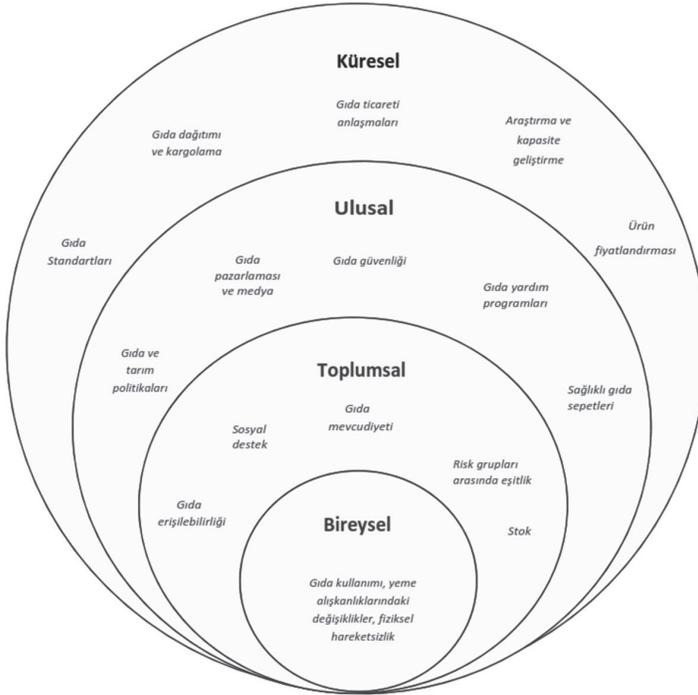 Küresel
Gıda ticareti
anlaşmaları
Gıda dağıtımı
ve kargolama
Araştırma ve
kapasite
geliştirme
Gıda
Standartları
Ürün
fiyatlandırması
Ulusal
Gıda
pazarlaması
ve medya
Gıda güvenliği
Gıda yardım
programları
Gıda ve
tarım
politikaları
Sağlıklı gıda
sepetleri
Toplumsal
Gıda
mevcudiyeti
Sosyal
destek
Risk grupları
arasında eşitlik
Gıda
erişilebilirliği
Stok
Bireysel
Gıda kullanımı, yeme
alışkanlıklarındaki
değişiklikler, fiziksel
hareketsizlik